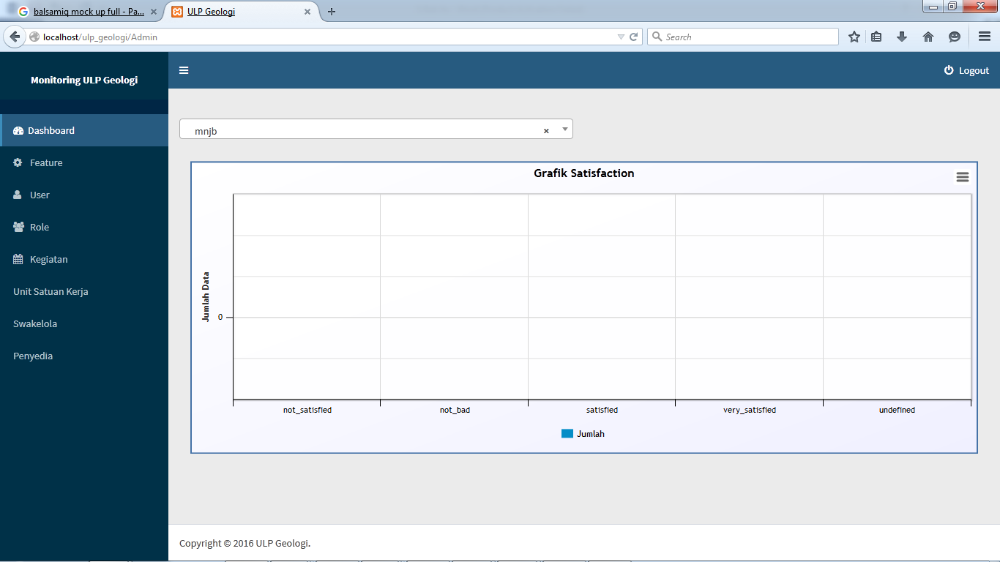 balsamiq mock up full - Pa...
ULP Geologi
localhost/ulp_geologi/Admin
Search
Monitoring ULP Geologi
Logout
Dashboard
Feature
User
Role
Kegiatan
Unit Satuan Kerja
Swakelola
Penyedia
mnjb
Grafik Satisfaction
Jumlah Data
0
not_satisfied not_bad satisfied very_satisfied undefined
Jumlah
Copyright © 2016 ULP Geologi.